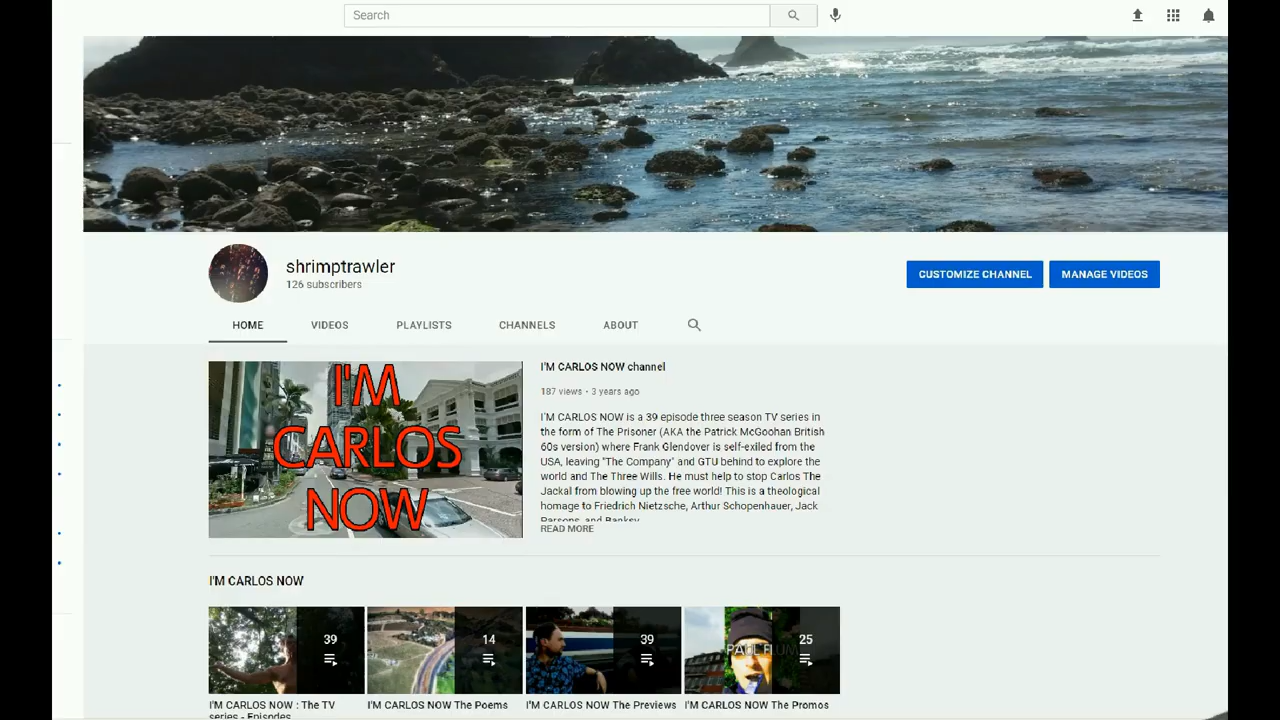 Search
shrimptrawler
126 subscribers
CUSTOMIZE CHANNEL
MANAGE VIDEOS
HOME
VIDEOS
PLAYLISTS
CHANNELS
ABOUT
I'M
CARLOS
NOW
I'M CARLOS NOW channel
187 views • 3 years ago
I'M CARLOS NOW is a 39 episode three season TV series in
the form of The Prisoner (AKA the Patrick McGoohan British
60s version) where Frank Glendover is self-exiled from the
USA, leaving "The Company" and GTU behind to explore the
world and The Three Wills. He must help to stop Carlos The
Jackal from blowing up the free world! This is a theological
homage to Friedrich Nietzsche, Arthur Schopenhauer, Jack
Parsons, and Banksy.
READ MORE
I'M CARLOS NOW
39
14
39
PAUL FLUM
25
I'M CARLOS NOW : The TV
series - Episodes
I'M CARLOS NOW The Poems
I'M CARLOS NOW The Previews
I'M CARLOS NOW The Promos